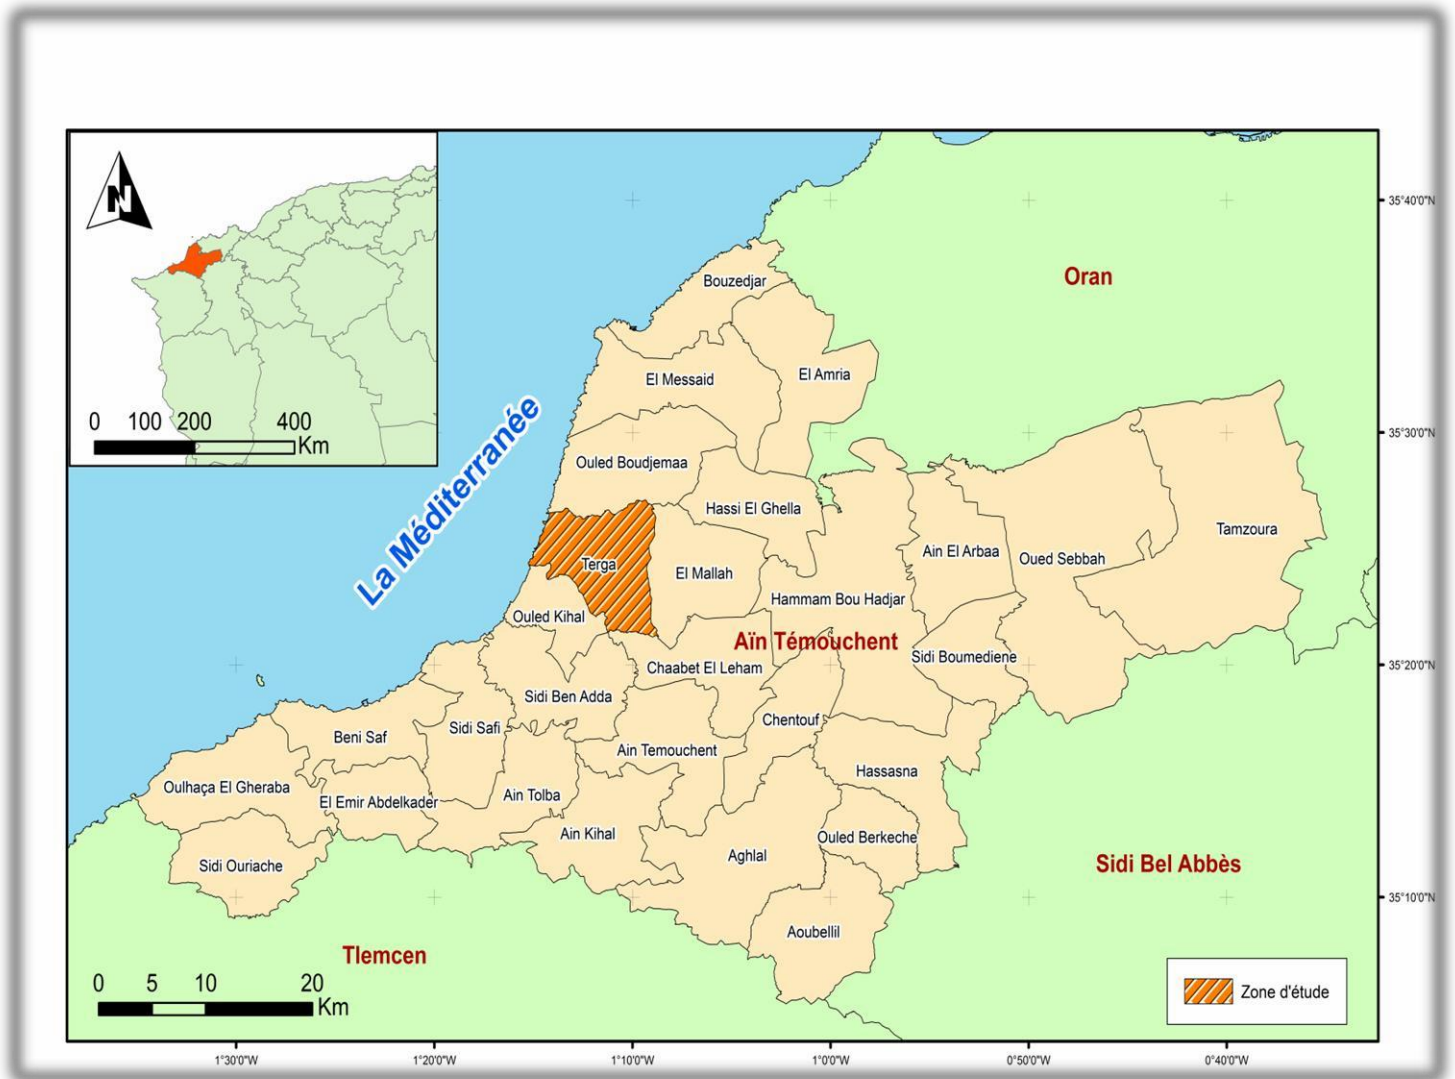 N
0 100 200 400
Km
35°40'0"N
Oran
Bouzedjar
El Amria
El Messaid
La Méditerranée
35°30'0"N
Ouled Boudjemaa
Hassi El Ghella
Tamzoura
Ain El Arbaa
Oued Sebbah
Terga
El Mallah
Hammam Bou Hadjar
Ouled Kihal
Aïn Témouchent
Sidi Boumediene
35°20'0"N
Chaabet El Leham
Sidi Ben Adda
Chentouf
Sidi Safi
Beni Saf
Ain Temouchent
Hassasna
Oulhaça El Gheraba
El Emir Abdelkader
Ain Tolba
Ain Kihal
Ouled Berkeche
Aghlal
Sidi Ouriache
Sidi Bel Abbès
35°10'0"N
Aoubellil
Tlemcen
0 5 10 20
Km
Zone d'étude
1°30'0"W 1°20'0"W 1°10'0"W 1°0'0"W 0°50'0"W 0°40'0"W